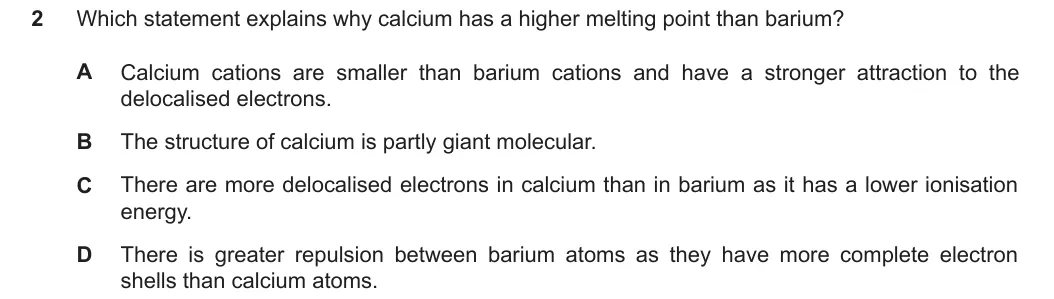 2 Which statement explains why calcium has a higher melting point than barium?
A Calcium cations are smaller than barium cations and have a stronger attraction to the
delocalised electrons.
B The structure of calcium is partly giant molecular.
C There are more delocalised electrons in calcium than in barium as it has a lower ionisation
energy.
D There is greater repulsion between barium atoms as they have more complete electron
shells than calcium atoms.